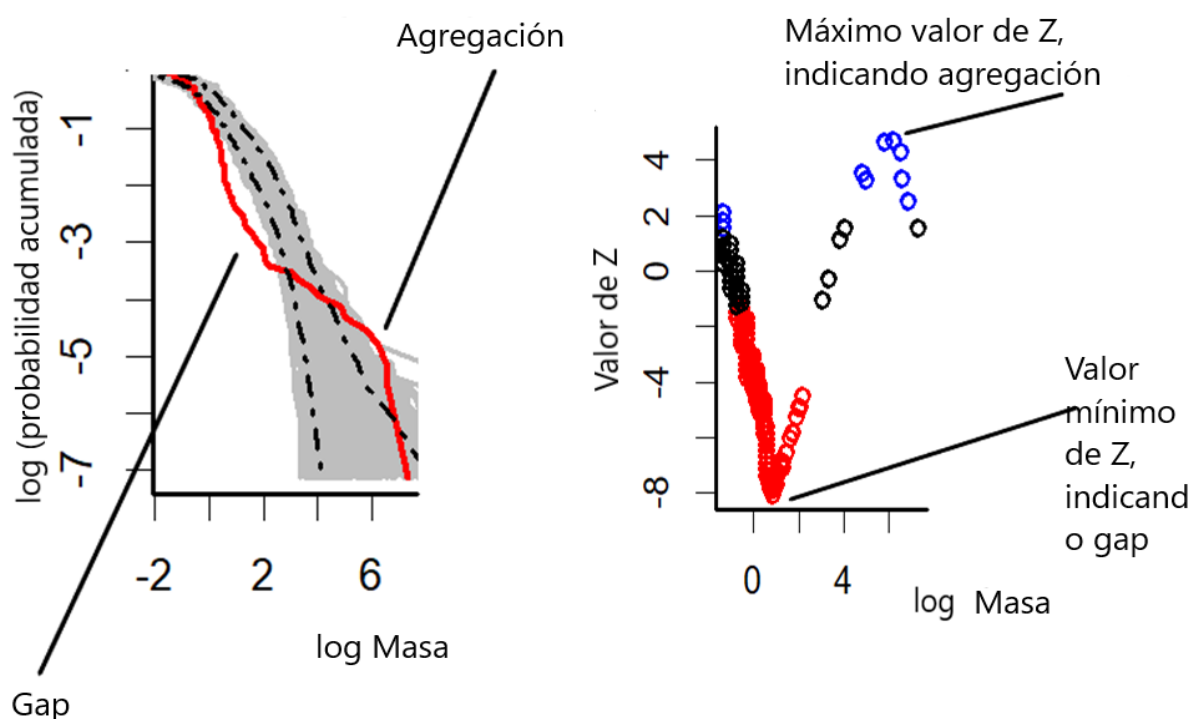 Agregación
log (probabilidad acumulada)
-1
-3
-5
-7
-2
2
6
log Masa
Gap
Máximo valor de Z,
indicando agregación
Valor de Z
4
2
0
-4
-8
0
4
log Masa
Valor
mínimo
de Z,
indicand
o gap